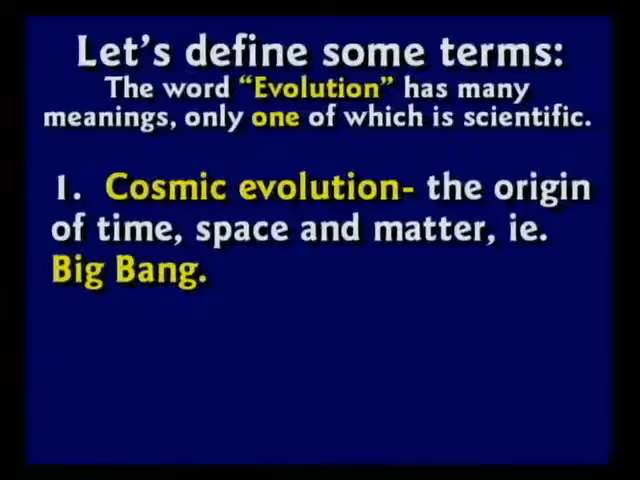 Let's define some terms:
The word “Evolution” has many
meanings, only one of which is scientific.
1. Cosmic evolution- the origin
of time, space and matter, ie.
Big Bang.